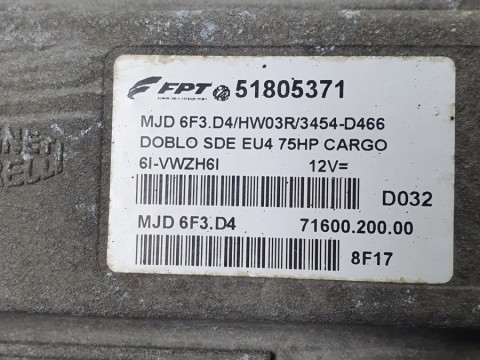 FPT 51805371
MJD 6F3.D4/HW03R/3454-D466
DOBLO SDE EU4 75HP CARGO
6I-VWZH6I 12V=
D032
MJD 6F3.D4 71600.200.00
8F17